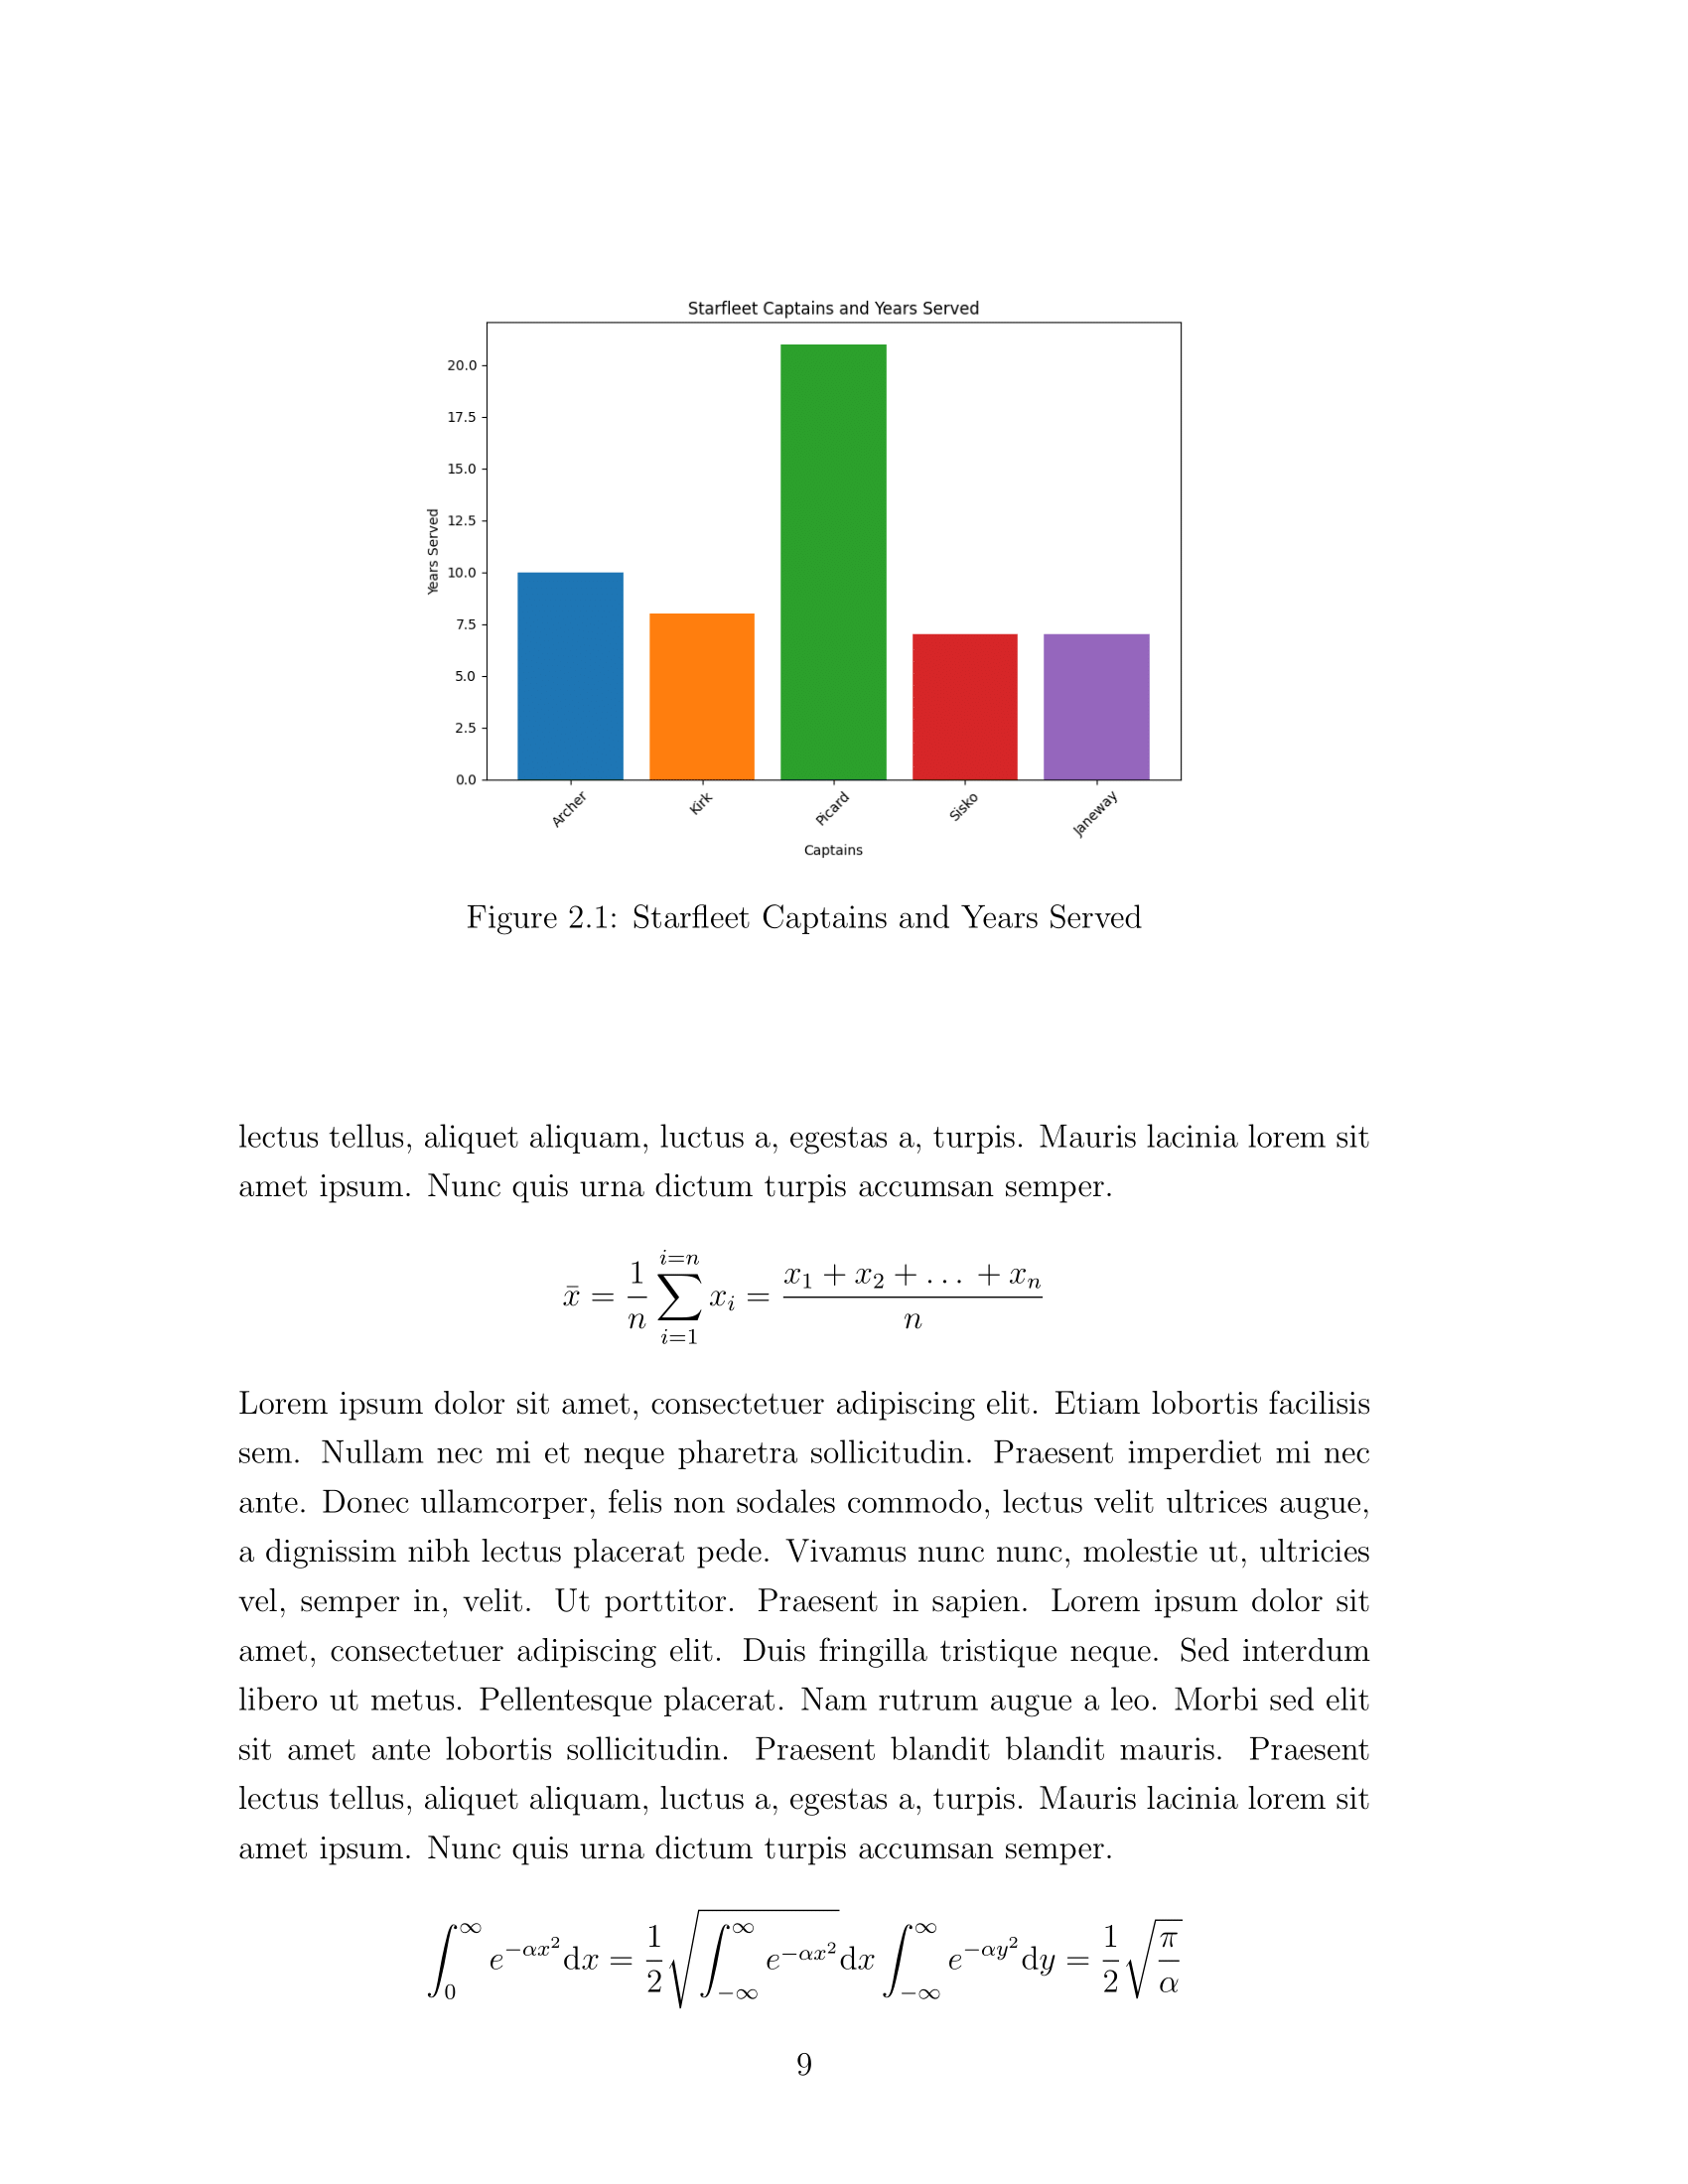 Starfleet Captains and Years Served
Years Served
20.0
17.5
15.0
12.5
10.0
7.5
5.0
2.5
0.0
Archer Kirk Picard Sisko Janeway
Captains
Figure 2.1: Starfleet Captains and Years Served
lectus tellus, aliquet aliquam, luctus a, egestas a, turpis. Mauris lacinia lorem sit
amet ipsum. Nunc quis urna dictum turpis accumsan semper.
$$\bar{x} = \frac{1}{n} \sum_{i=1}^{i=n} x_i = \frac{x_1 + x_2 + \ldots + x_n}{n}$$
Lorem ipsum dolor sit amet, consectetuer adipiscing elit. Etiam lobortis facilisis
sem. Nullam nec mi et neque pharetra sollicitudin. Praesent imperdiet mi nec
ante. Donec ullamcorper, felis non sodales commodo, lectus velit ultrices augue,
a dignissim nibh lectus placerat pede. Vivamus nunc nunc, molestie ut, ultricies
vel, semper in, velit. Ut porttitor. Praesent in sapien. Lorem ipsum dolor sit
amet, consectetuer adipiscing elit. Duis fringilla tristique neque. Sed interdum
libero ut metus. Pellentesque placerat. Nam rutrum augue a leo. Morbi sed elit
sit amet ante lobortis sollicitudin. Praesent blandit blandit mauris. Praesent
lectus tellus, aliquet aliquam, luctus a, egestas a, turpis. Mauris lacinia lorem sit
amet ipsum. Nunc quis urna dictum turpis accumsan semper.
$$\int_0^\infty e^{-\alpha x^2} \mathrm{d}x = \frac{1}{2} \sqrt{\int_{-\infty}^\infty e^{-\alpha x^2}} \mathrm{d}x \int_{-\infty}^\infty e^{-\alpha y^2} \mathrm{d}y = \frac{1}{2} \sqrt{\frac{\pi}{\alpha}}$$
9